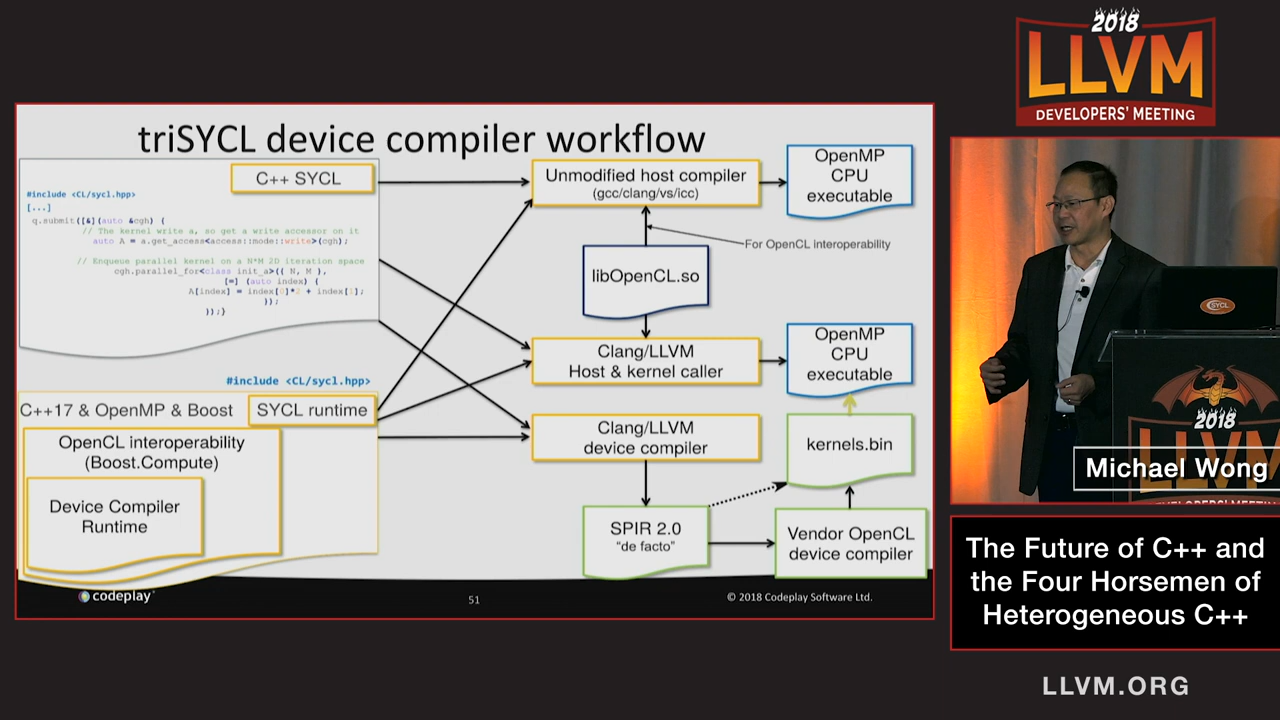 triSYCL device compiler workflow
C++ SYCL
#include <CL/sycl.hpp>
[...]
q.submit([&](auto &cgh) {
// The kernel write a, so get a write accessor on it
auto A = a.get_access<access::mode::write>(cgh);
// Enqueue parallel kernel on a N*M 2D iteration space
cgh.parallel_for<class init_a>({ N, M },
[=] (auto index) {
A[index] = index[0]*2 + index[1];
});
});}
#include <CL/sycl.hpp>
C++17 & OpenMP & Boost
SYCL runtime
OpenCL interoperability
(Boost.Compute)
Device Compiler
Runtime
Unmodified host compiler
(gcc/clang/vs/icc)
OpenMP
CPU
executable
For OpenCL interoperability
libOpenCL.so
Clang/LLVM
Host & kernel caller
OpenMP
CPU
executable
Clang/LLVM
device compiler
kernels.bin
SPIR 2.0
“de facto”
Vendor OpenCL
device compiler
codeplay
51
© 2018 Codeplay Software Ltd.
2018
LLVM
DEVELOPERS' MEETING
SYCL
2018
LLVM
DEVELOPERS' MEETING
Michael Wong
The Future of C++ and
the Four Horsemen of
Heterogeneous C++
LLVM.ORG